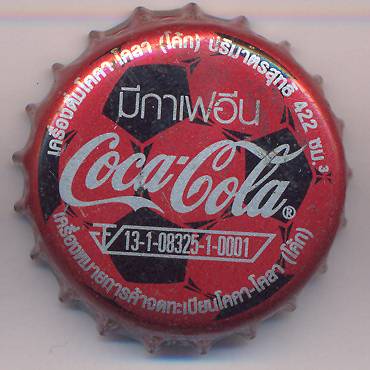 เครื่องดื่มโคคา-โคลา (โค้ก) ปริมาตรสุทธิ 422 ซม.3
มีกาเฟอีน
Coca-Cola®
F/ 13-1-08325-1-0001
เครื่องหมายการค้าจดทะเบียนโคคา-โคลา (โค้ก)